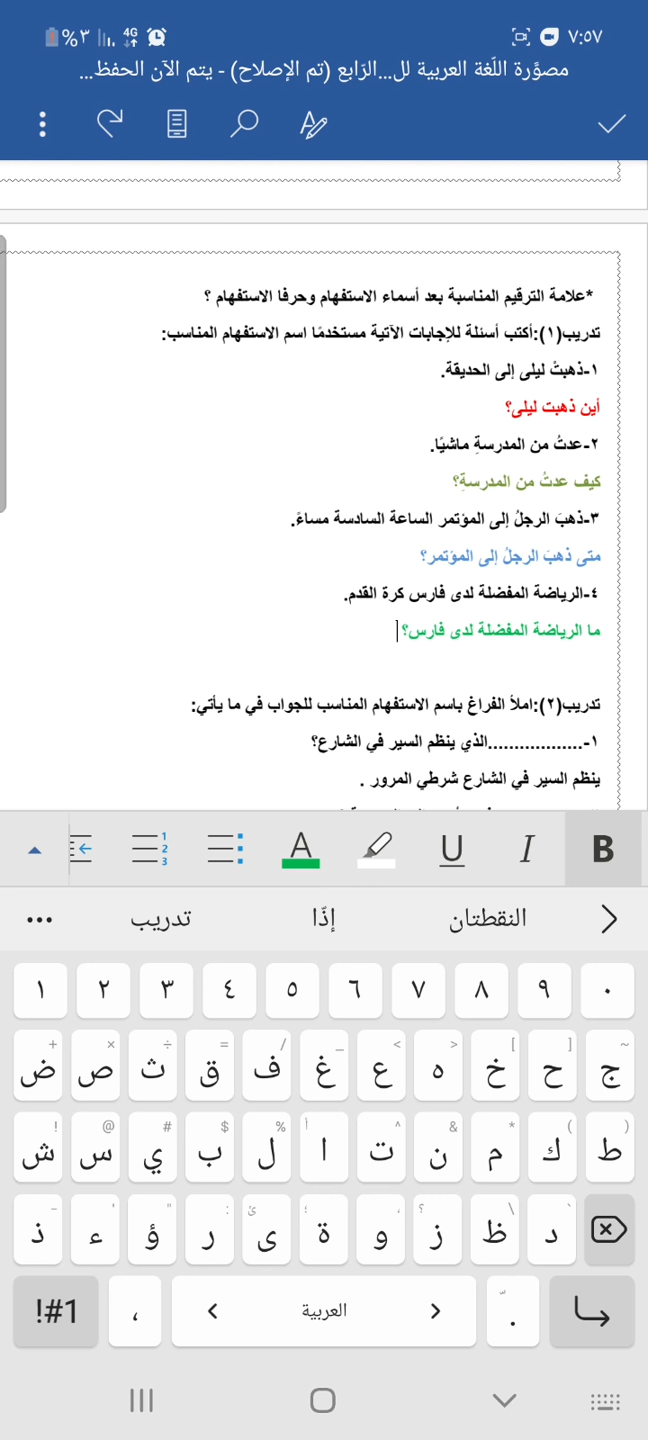 ٧:٥٧
4G %٣
مصوَّرة اللّغة العربية لل...الرّابع (تم الإصلاح) - يتم الآن الحفظ...
*علامة الترقيم المناسبة بعد أسماء الاستفهام وحرفا الاستفهام ؟
تدريب(١):أكتب أسئلة للإجابات الآتية مستخدمًا اسم الاستفهام المناسب:
١-ذهبتْ ليلى إلى الحديقة.
أين ذهبت ليلى؟
٢-عدتُ من المدرسةِ ماشيًا.
كيف عدتُ من المدرسةِ؟
٣-ذهبَ الرجلُ إلى المؤتمر الساعة السادسة مساءً.
متى ذهبَ الرجلُ إلى المؤتمر؟
٤-الرياضة المفضلة لدى فارس كرة القدم.
ما الرياضة المفضلة لدى فارس؟
تدريب(٢):املأ الفراغ باسم الاستفهام المناسب للجواب في ما يأتي:
١-..................الذي ينظم السير في الشارع؟
ينظم السير في الشارع شرطي المرور .
B I U A
النقطتان إذّا تدريب
١ ٢ ٣ ٤ ٥ ٦ ٧ ٨ ٩ ٠
ض ص ث ق ف غ ع ه خ ح ج
ش س ي ب ل ا ت ن م ك ط
ذ ء ؤ ر ى ة و ز ظ د
!#1 ، < العربية > .